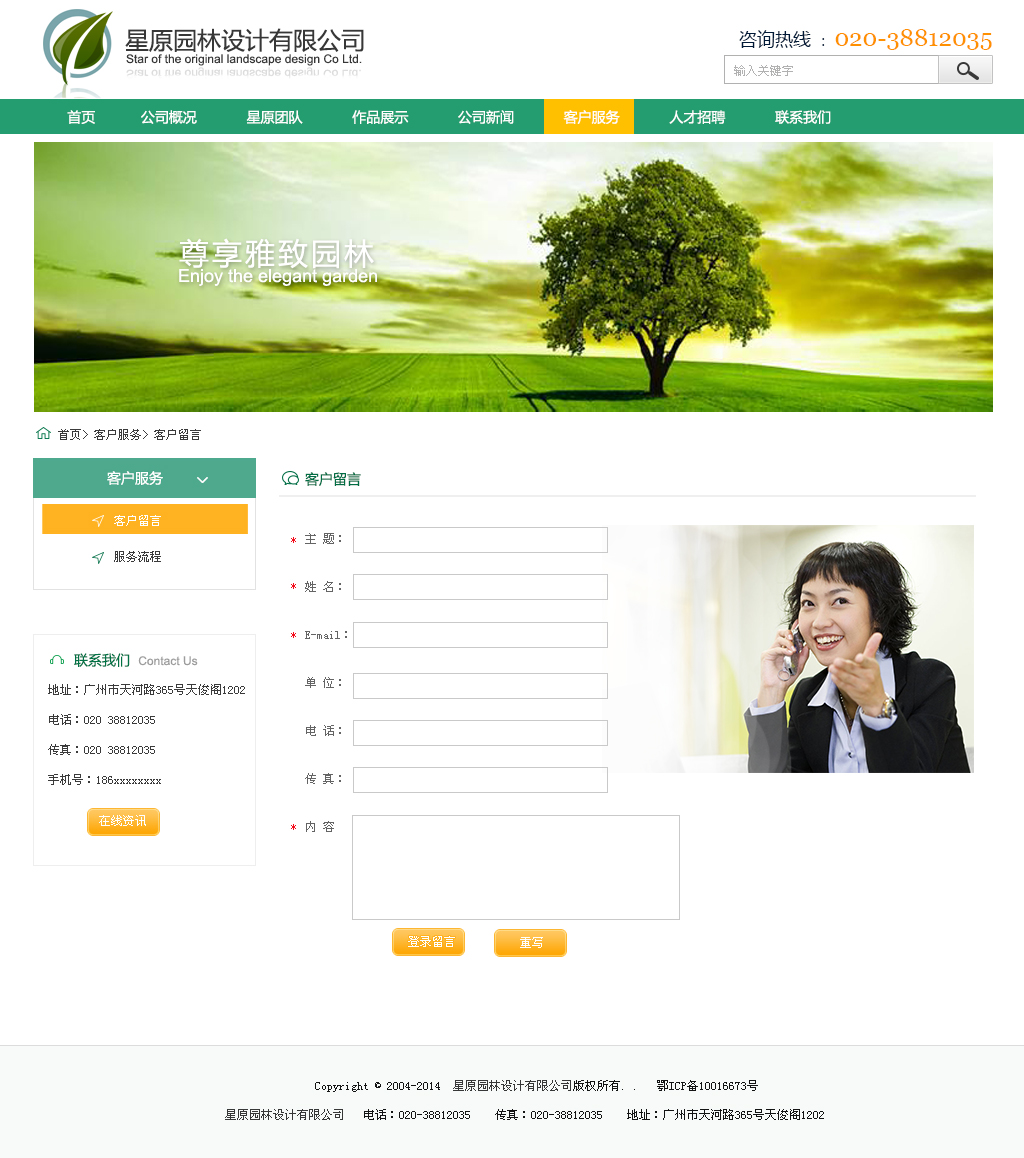 星原园林设计有限公司
Star of the original landscape design Co Ltd.
咨询热线 : 020-38812035
输入关键字
首页 公司概况 星原团队 作品展示 公司新闻 客户服务 人才招聘 联系我们
尊享雅致园林
Enjoy the elegant garden
首页> 客户服务> 客户留言
客户服务
客户留言
服务流程
联系我们 Contact Us
地址：广州市天河路365号天俊阁1202
电话：020 38812035
传真：020 38812035
手机号：186xxxxxxxx
在线资讯
客户留言
* 主 题：
* 姓 名：
* E-mail：
单 位：
电 话：
传 真：
* 内 容
登录留言 重写
Copyright © 2004-2014 星原园林设计有限公司版权所有. . 鄂ICP备10016673号
星原园林设计有限公司 电话：020-38812035 传真：020-38812035 地址：广州市天河路365号天俊阁1202